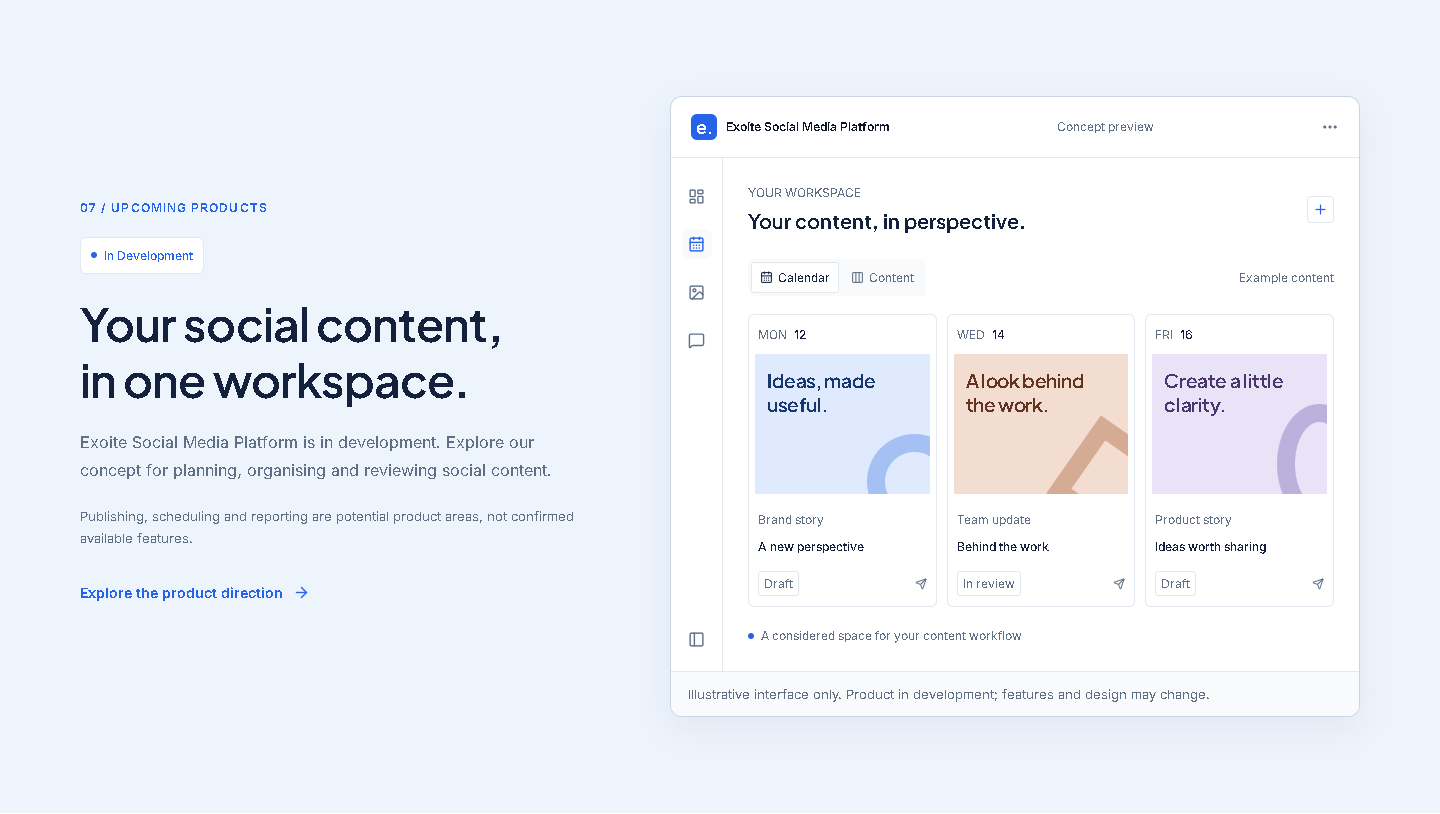 07 / UPCOMING PRODUCTS
In Development
Your social content,
in one workspace.
Exoite Social Media Platform is in development. Explore our
concept for planning, organising and reviewing social content.
Publishing, scheduling and reporting are potential product areas, not confirmed
available features.
Explore the product direction
e. Exoite Social Media Platform
Concept preview
YOUR WORKSPACE
Your content, in perspective.
Calendar
Content
Example content
MON 12
Ideas, made
useful.
Brand story
A new perspective
Draft
WED 14
A look behind
the work.
Team update
Behind the work
In review
FRI 16
Create a little
clarity.
Product story
Ideas worth sharing
Draft
A considered space for your content workflow
Illustrative interface only. Product in development; features and design may change.